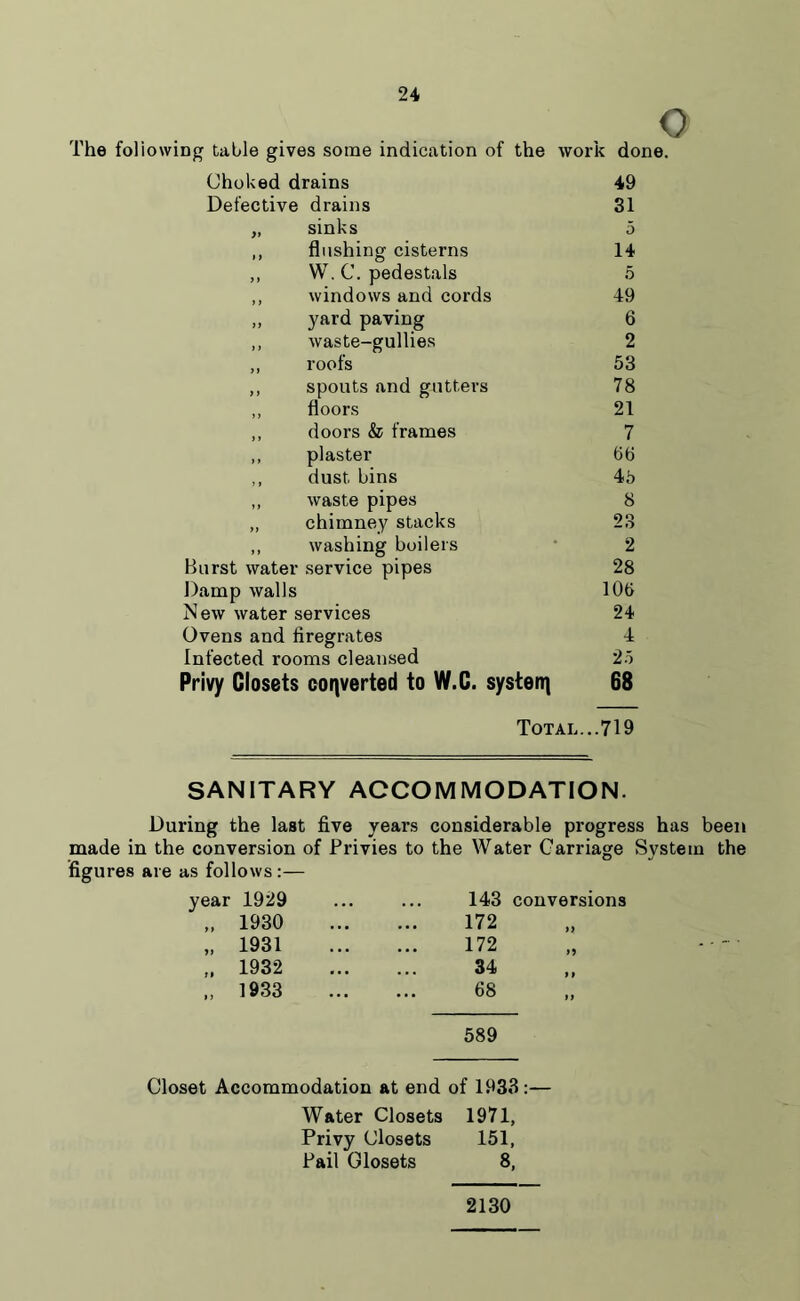 24
O
The following table gives some indication of the work done.
Choked drains 49
Defective drains 31
„ sinks 5
,, flushing cisterns 14
,, W. C. pedestals 5
,, windows and cords 49
„ yard paving 6
,, waste-gullies 2
,, roofs 53
,, spouts and gutters 78
,, floors 21
,, doors & frames 7
,, plaster 66
,, dust bins 45
,, waste pipes 8
„ chimney stacks 23
,, washing boilers 2
Burst water service pipes 28
Damp walls 106
New water services 24
Ovens and firegrates 4
Infected rooms cleansed 25
Privy Closets converted to W.C. system 68
TOTAL...719
SANITARY ACCOMMODATION.
During the last five years considerable progress has been
made in the conversion of Privies to the Water Carriage System the
figures are as follows :—
year 1929 ... ... 143 conversions
,, 1930 ... ... 172 ,,
„ 1931 ... ... 172 ,,
,, 1932 ... ... 34 ,,
,, 1933 ... ... 68 ,,
589
Closet Accommodation at end of 1933 :—
Water Closets 1971,
Privy Closets 151,
Pail Glosets 8,
2130